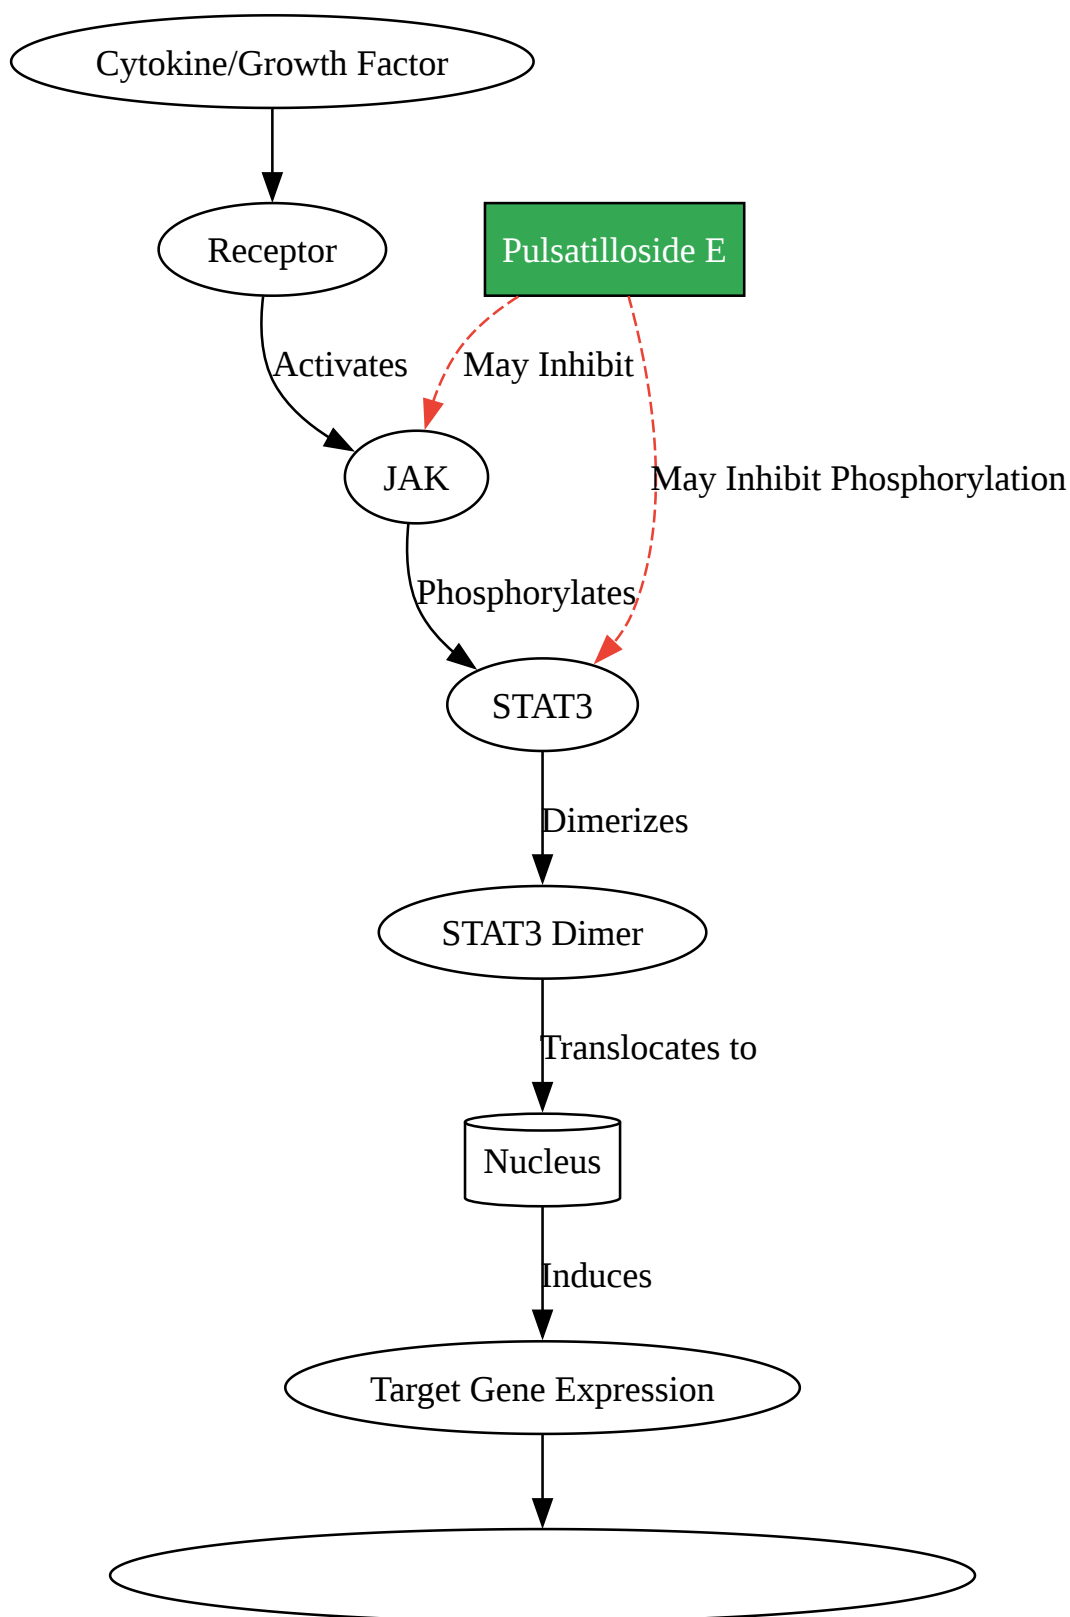 Cytokine/Growth Factor
Receptor
Pulsatilloside E
Activates
May Inhibit
JAK
May Inhibit Phosphorylation
Phosphorylates
STAT3
Dimerizes
STAT3 Dimer
Translocates to
Nucleus
Induces
Target Gene Expression